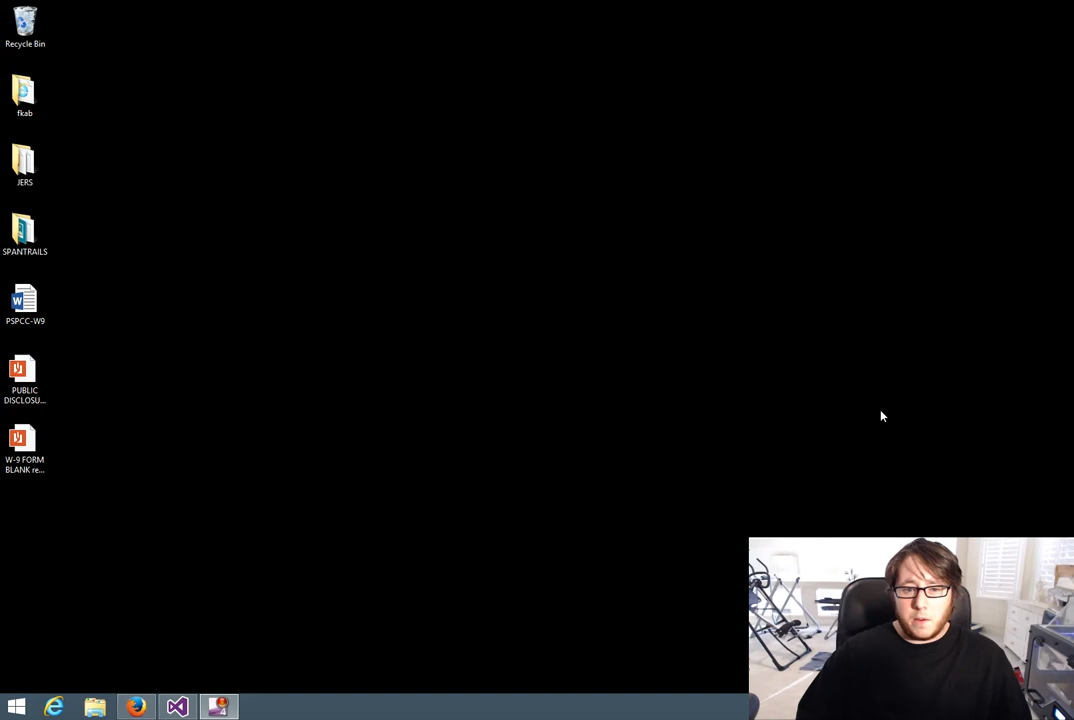 Recycle Bin
fkab
JERS
SPANTRAILS
PSPCC-W9
PUBLIC
DISCLOSU...
W-9 FORM
BLANK re...